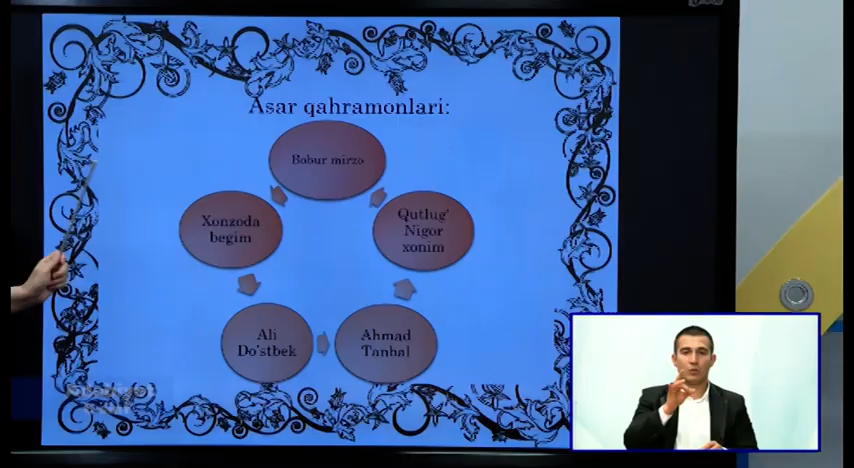 Asar qahramonlari:
Bobur mirzo
Xonzoda
begim
Qutlug'
Nigor
xonim
Ali
Do'stbek
Ahmad
Tanbal